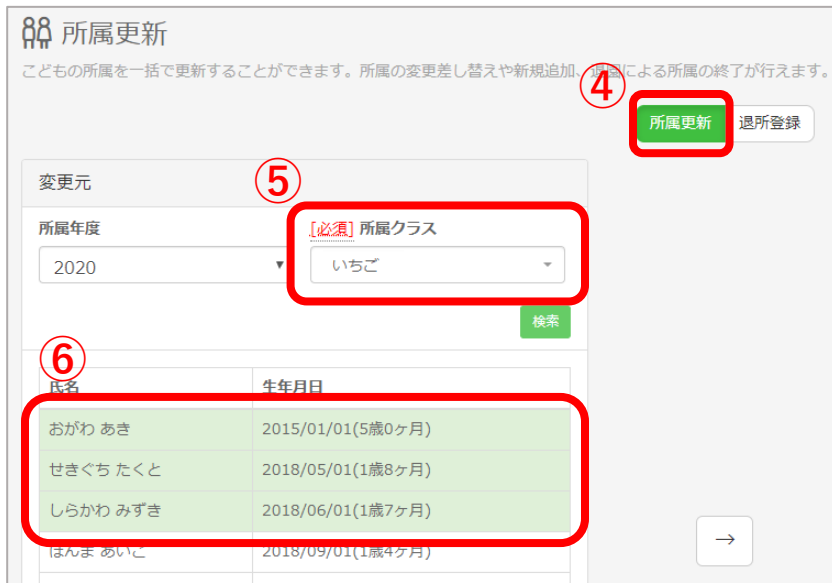 所属更新
こどもの所属を一括で更新することができます。所属の変更差し替えや新規追加、退園による所属の終了が行えます。
④
所属更新 退所登録
変更元
⑤
所属年度 [必須] 所属クラス
2020 いちご
検索
⑥
氏名 生年月日
おがわ あき 2015/01/01(5歳0ヶ月)
せきぐち たくと 2018/05/01(1歳8ヶ月)
しらかわ みずき 2018/06/01(1歳7ヶ月)
ほんま あいこ 2018/09/01(1歳4ケ月)
→